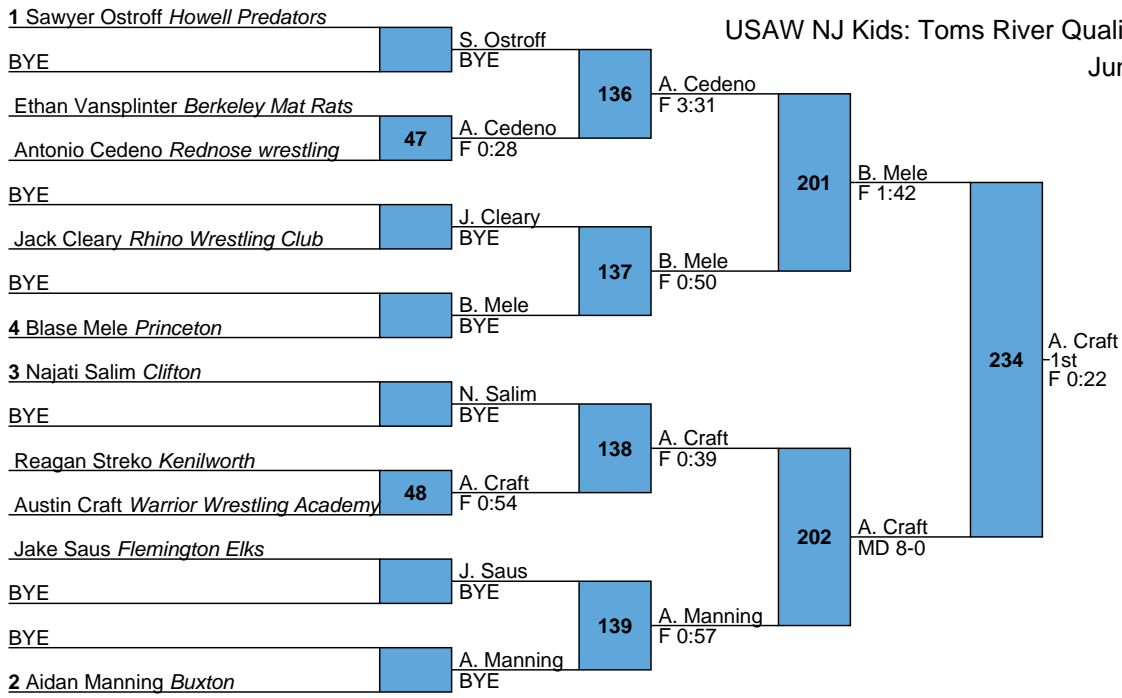 USAW NJ Kids: Toms River Quali
Jun
1 Sawyer Ostroff Howell Predators
BYE
Ethan Vansplinter Berkeley Mat Rats
Antonio Cedeno Rednose wrestling
BYE
Jack Cleary Rhino Wrestling Club
BYE
4 Blase Mele Princeton
3 Najati Salim Clifton
BYE
Reagan Streko Kenilworth
Austin Craft Warrior Wrestling Academy
Jake Saus Flemington Elks
BYE
BYE
2 Aidan Manning Buxton
47
48
S. Ostroff
BYE
A. Cedeno
F 0:28
J. Cleary
BYE
B. Mele
BYE
N. Salim
BYE
A. Craft
F 0:54
J. Saus
BYE
A. Manning
BYE
136
137
138
139
A. Cedeno
F 3:31
B. Mele
F 0:50
A. Craft
F 0:39
A. Manning
F 0:57
201
202
B. Mele
F 1:42
A. Craft
MD 8-0
234
A. Craft
1st
F 0:22